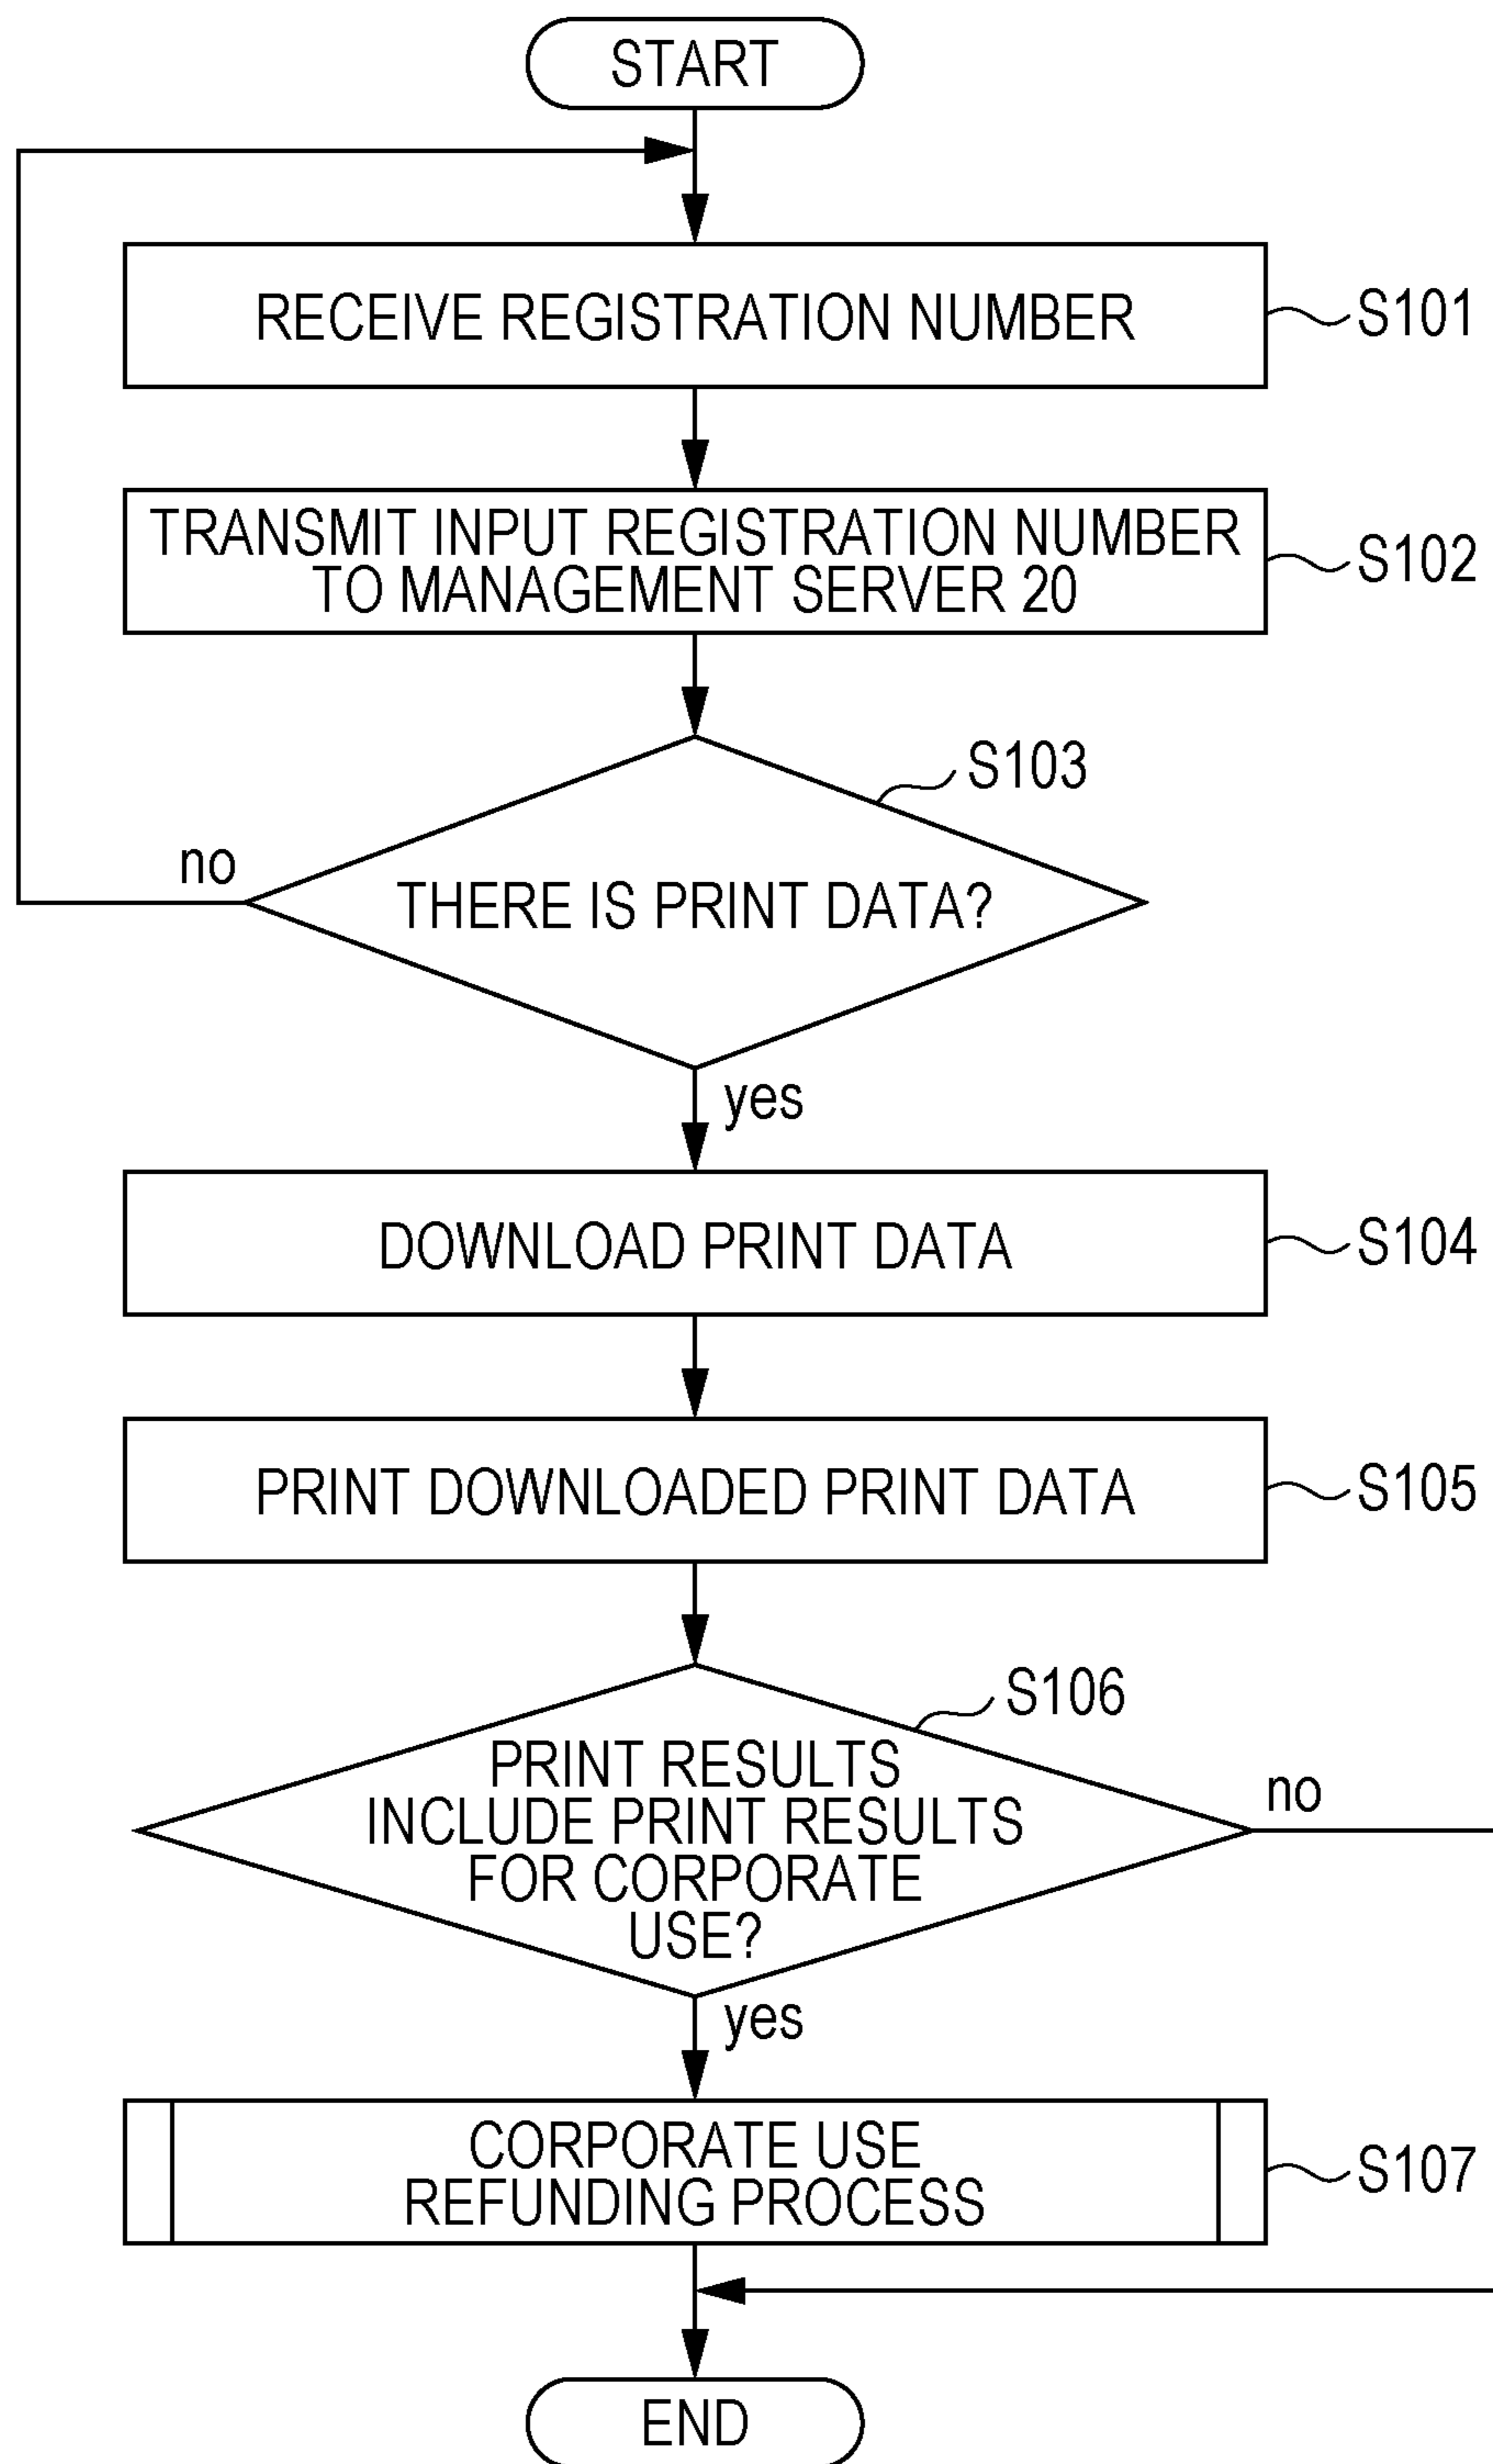 START
RECEIVE REGISTRATION NUMBER
S101
TRANSMIT INPUT REGISTRATION NUMBER
TO MANAGEMENT SERVER 20
S102
S103
no
THERE IS PRINT DATA?
yes
DOWNLOAD PRINT DATA
S104
PRINT DOWNLOADED PRINT DATA
S105
S106
PRINT RESULTS
INCLUDE PRINT RESULTS
FOR CORPORATE
USE?
no
yes
CORPORATE USE
REFUNDING PROCESS
S107
END